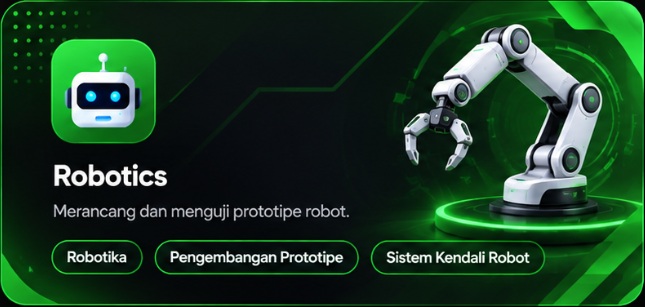 Robotics
Merancang dan menguji prototipe robot.
Robotika
Pengembangan Prototipe
Sistem Kendali Robot